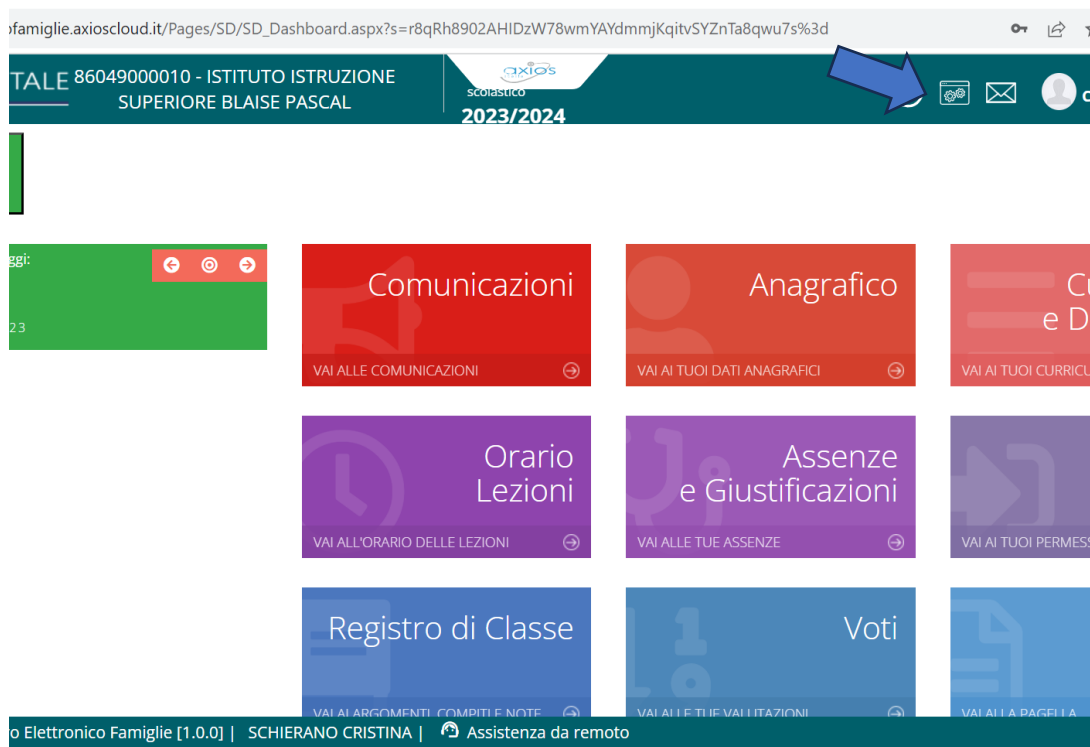 ofamiglie.axioscloud.it/Pages/SD/SD_Dashboard.aspx?s=r8qRh8902AHIDzW78wmYAYdmmjKqitvSYZnTa8qwu7s%3d
TALE 86049000010 - ISTITUTO ISTRUZIONE
SUPERIORE BLAISE PASCAL
axios
scolastico
2023/2024
ggi:
23
Comunicazioni
VAI ALLE COMUNICAZIONI
Anagrafico
VAI AI TUOI DATI ANAGRAFICI
e D
VAI AI TUOI CURRICU
Orario
Lezioni
VAI ALL'ORARIO DELLE LEZIONI
Assenze
e Giustificazioni
VAI ALLE TUE ASSENZE
VAI AI TUOI PERMESS
Registro di Classe
VAI AI ARGOMENTI, COMPITI E NOTE
Voti
VAI ALLE TUE VALUTAZIONI
VAI ALLA PAGELLA
o Elettronico Famiglie [1.0.0] | SCHIERANO CRISTINA | Assistenza da remoto